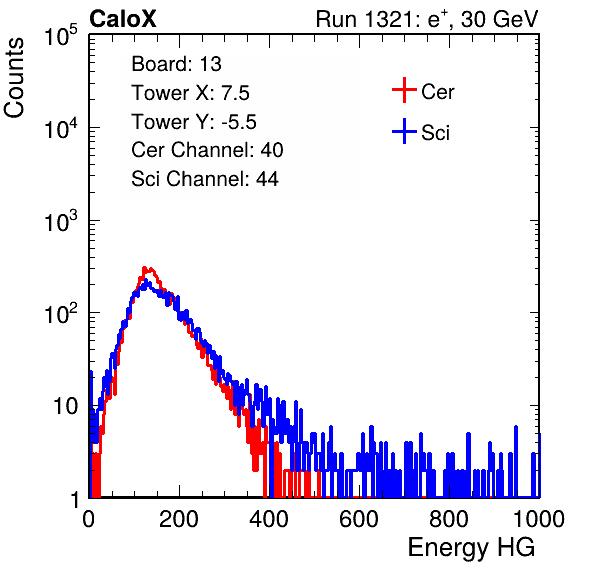 CaloX Run 1321: e⁺, 30 GeV
Counts
Board: 13
Tower X: 7.5
Tower Y: -5.5
Cer Channel: 40
Sci Channel: 44
Cer
Sci
10⁵
10⁴
10³
10²
10
1
0 200 400 600 800 1000
Energy HG